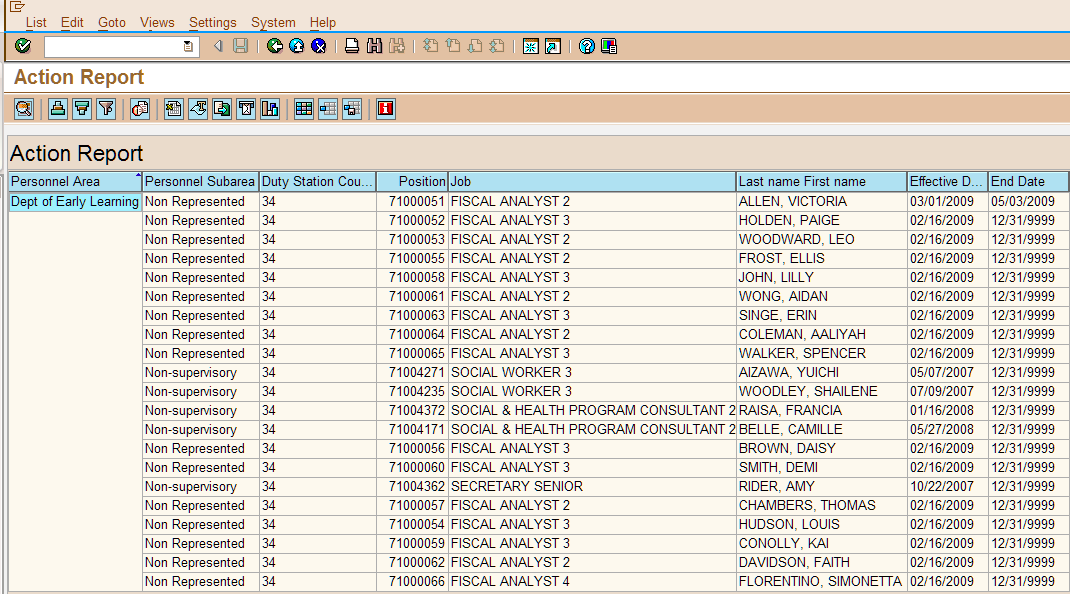 List Edit Goto Views Settings System Help
Action Report
Action Report
Personnel Area Personnel Subarea Duty Station Cou... Position Job Last name First name Effective D... End Date
Dept of Early Learning Non Represented 34 71000051 FISCAL ANALYST 2 ALLEN, VICTORIA 03/01/2009 05/03/2009
Non Represented 34 71000052 FISCAL ANALYST 3 HOLDEN, PAIGE 02/16/2009 12/31/9999
Non Represented 34 71000053 FISCAL ANALYST 2 WOODWARD, LEO 02/16/2009 12/31/9999
Non Represented 34 71000055 FISCAL ANALYST 2 FROST, ELLIS 02/16/2009 12/31/9999
Non Represented 34 71000058 FISCAL ANALYST 3 JOHN, LILLY 02/16/2009 12/31/9999
Non Represented 34 71000061 FISCAL ANALYST 2 WONG, AIDAN 02/16/2009 12/31/9999
Non Represented 34 71000063 FISCAL ANALYST 3 SINGE, ERIN 02/16/2009 12/31/9999
Non Represented 34 71000064 FISCAL ANALYST 2 COLEMAN, AALIYAH 02/16/2009 12/31/9999
Non Represented 34 71000065 FISCAL ANALYST 3 WALKER, SPENCER 02/16/2009 12/31/9999
Non-supervisory 34 71004271 SOCIAL WORKER 3 AIZAWA, YUICHI 05/07/2007 12/31/9999
Non-supervisory 34 71004235 SOCIAL WORKER 3 WOODLEY, SHAILENE 07/09/2007 12/31/9999
Non-supervisory 34 71004372 SOCIAL & HEALTH PROGRAM CONSULTANT 2 RAISA, FRANCIA 01/16/2008 12/31/9999
Non-supervisory 34 71004171 SOCIAL & HEALTH PROGRAM CONSULTANT 2 BELLE, CAMILLE 05/27/2008 12/31/9999
Non Represented 34 71000056 FISCAL ANALYST 3 BROWN, DAISY 02/16/2009 12/31/9999
Non Represented 34 71000060 FISCAL ANALYST 3 SMITH, DEMI 02/16/2009 12/31/9999
Non-supervisory 34 71004362 SECRETARY SENIOR RIDER, AMY 10/22/2007 12/31/9999
Non Represented 34 71000057 FISCAL ANALYST 2 CHAMBERS, THOMAS 02/16/2009 12/31/9999
Non Represented 34 71000054 FISCAL ANALYST 3 HUDSON, LOUIS 02/16/2009 12/31/9999
Non Represented 34 71000059 FISCAL ANALYST 3 CONOLLY, KAI 02/16/2009 12/31/9999
Non Represented 34 71000062 FISCAL ANALYST 2 DAVIDSON, FAITH 02/16/2009 12/31/9999
Non Represented 34 71000066 FISCAL ANALYST 4 FLORENTINO, SIMONETTA 02/16/2009 12/31/9999